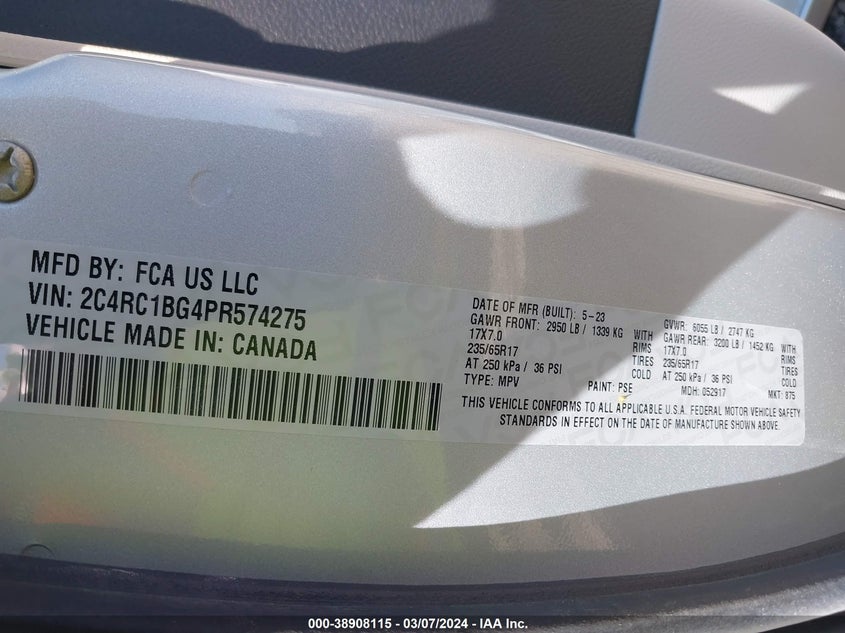 MFD BY: FCA US LLC
VIN: 2C4RC1BG4PR574275
VEHICLE MADE IN: CANADA
DATE OF MFR (BUILT): 5-23
GAWR FRONT: 2950 LB / 1339 KG WITH
17X7.0 RIMS
235/65R17 TIRES
AT 250 kPa / 36 PSI COLD
TYPE: MPV
GVWR: 6055 LB / 2747 KG
GAWR REAR: 3200 LB / 1452 KG WITH
17X7.0 RIMS
235/65R17 TIRES
AT 250 kPa / 36 PSI COLD
PAINT: PSE MDH: 052917 MKT: 875
THIS VEHICLE CONFORMS TO ALL APPLICABLE U.S.A. FEDERAL MOTOR VEHICLE SAFETY
STANDARDS IN EFFECT ON THE DATE OF MANUFACTURE SHOWN ABOVE.
000-38908115 - 03/07/2024 - IAA Inc.